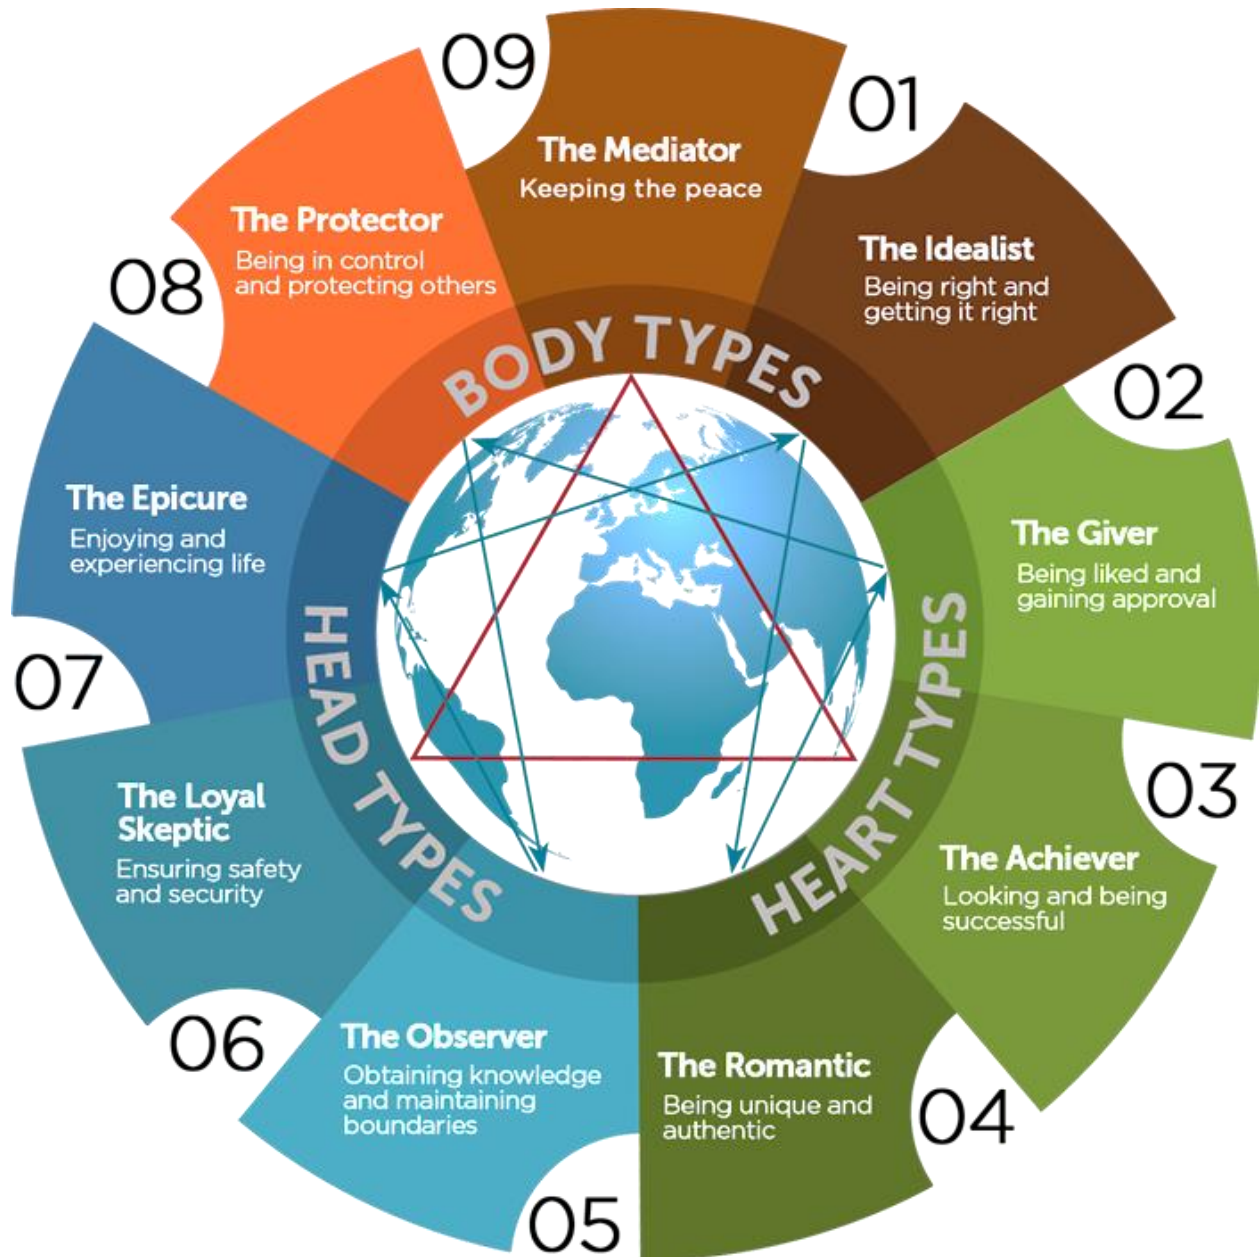 09
The Mediator
Keeping the peace
01
The Idealist
Being right and
getting it right
02
The Giver
Being liked and
gaining approval
03
The Achiever
Looking and being
successful
04
The Romantic
Being unique and
authentic
05
The Observer
Obtaining knowledge
and maintaining
boundaries
06
The Loyal
Skeptic
Ensuring safety
and security
07
The Epicure
Enjoying and
experiencing life
08
The Protector
Being in control
and protecting others
BODY TYPES
HEART TYPES
HEAD TYPES